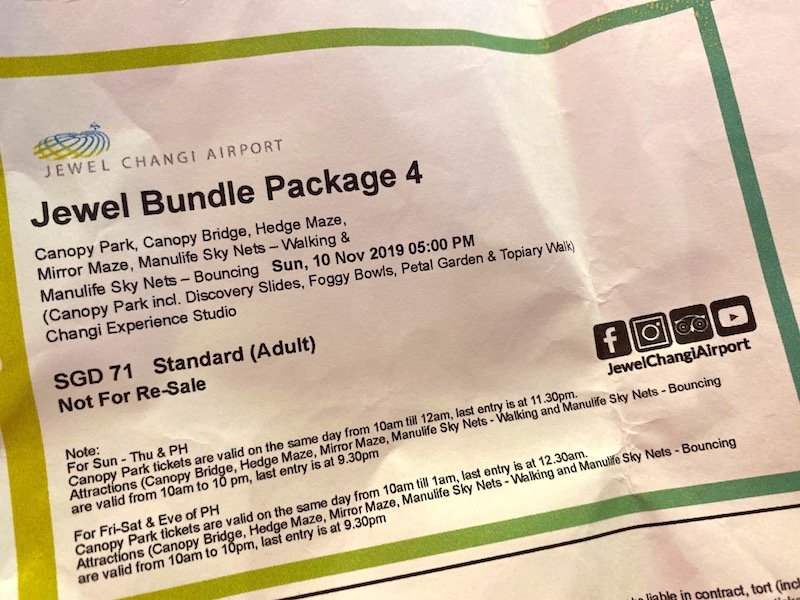 JEWEL CHANGI AIRPORT
Jewel Bundle Package 4
Canopy Park, Canopy Bridge, Hedge Maze,
Mirror Maze, Manulife Sky Nets – Walking &
Manulife Sky Nets – Bouncing Sun, 10 Nov 2019 05:00 PM
(Canopy Park incl. Discovery Slides, Foggy Bowls, Petal Garden & Topiary Walk)
Changi Experience Studio
SGD 71 Standard (Adult)
Not For Re-Sale
JewelChangiAirport
Note:
For Sun - Thu & PH
Canopy Park tickets are valid on the same day from 10am till 12am, last entry is at 11.30pm.
Attractions (Canopy Bridge, Hedge Maze, Mirror Maze, Manulife Sky Nets - Walking and Manulife Sky Nets - Bouncing
are valid from 10am to 10 pm, last entry is at 9.30pm
For Fri-Sat & Eve of PH
Canopy Park tickets are valid on the same day from 10am till 1am, last entry is at 12.30am.
Attractions (Canopy Bridge, Hedge Maze, Mirror Maze, Manulife Sky Nets - Walking and Manulife Sky Nets - Bouncing
are valid from 10am to 10pm, last entry is at 9.30pm
liable in contract, tort (incl